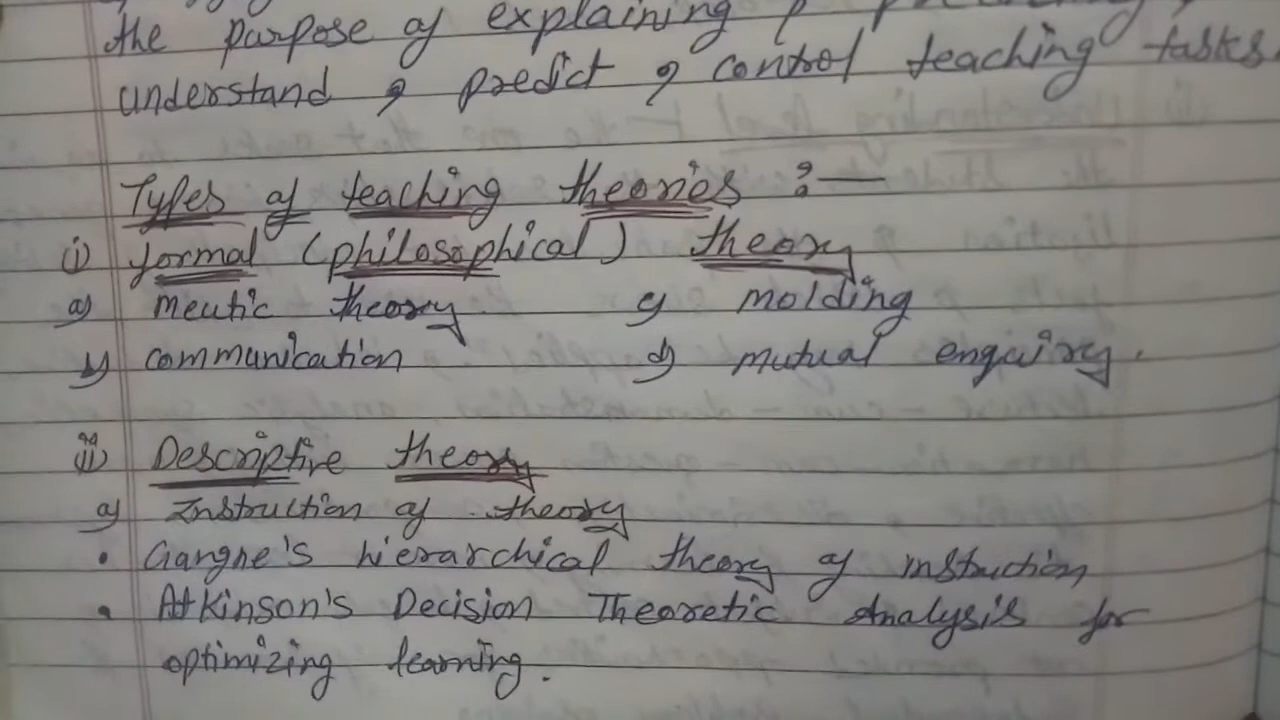 the purpose of explaining
understand , predict , control teaching tasks.
Types of teaching theories :—
(i) formal (philosophical) theory
a) meutic theory c) molding
b) communication d) mutual enquiry.
(ii) Descriptive theory
a) Instruction of theory
• Gangne's hierarchical theory of instruction
• Atkinson's Decision Theoretic Analysis for
optimizing learning.